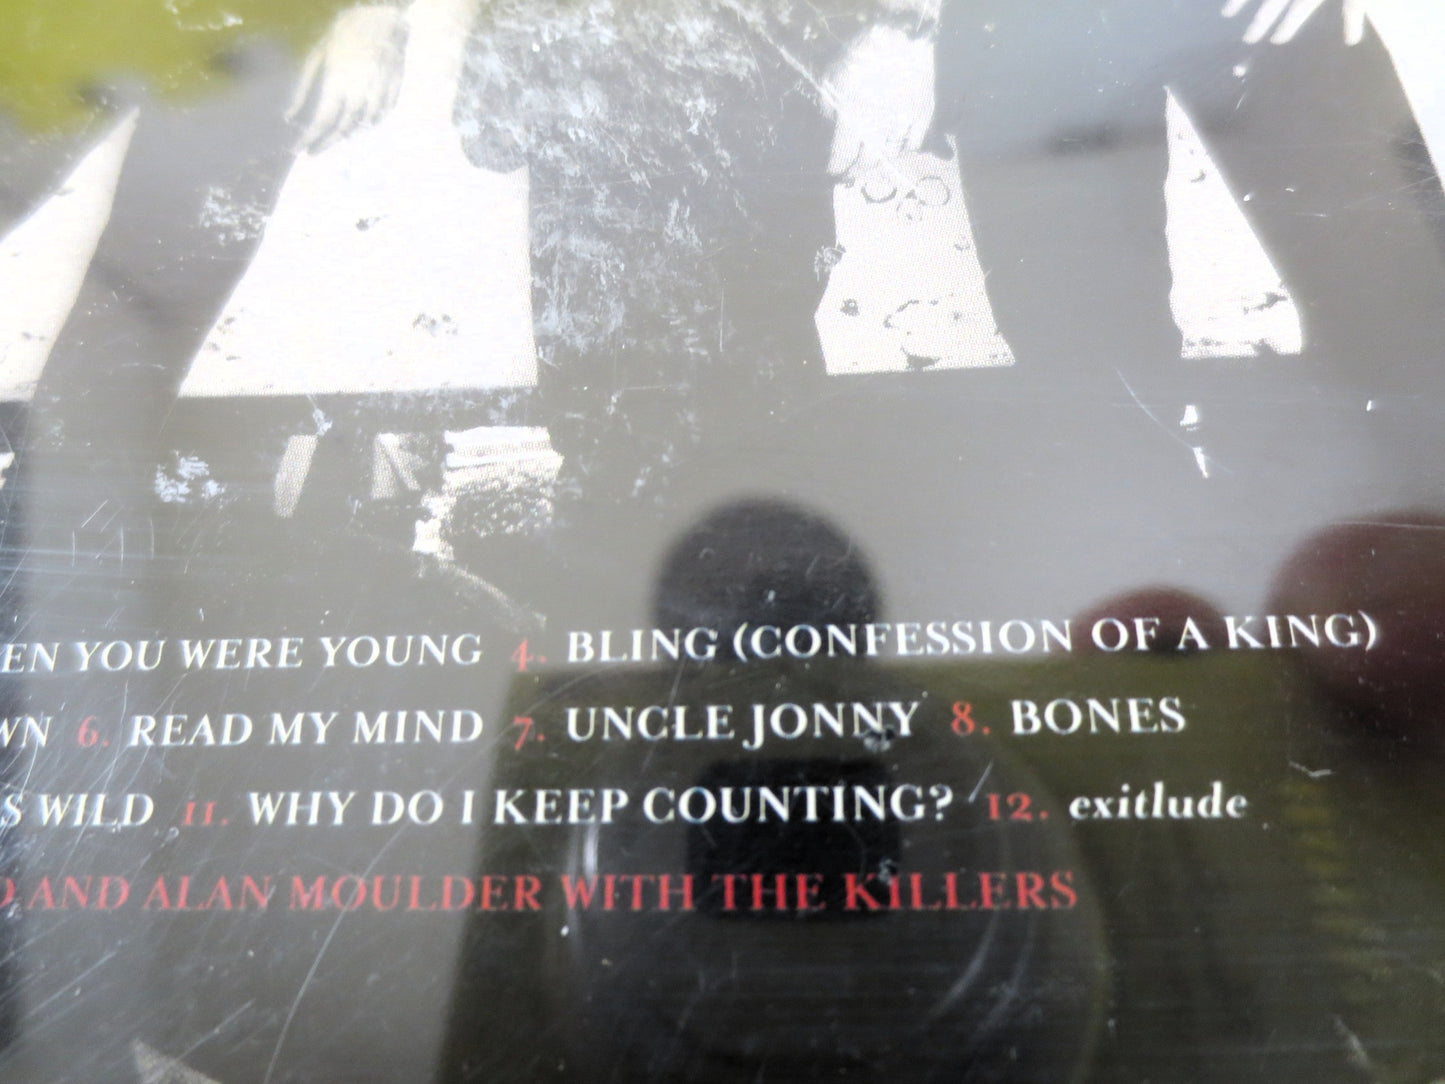 EN YOU WERE YOUNG 4. BLING (CONFESSION OF A KING)
WN 6. READ MY MIND 7. UNCLE JONNY 8. BONES
S WILD 11. WHY DO I KEEP COUNTING? 12. exitlude
D AND ALAN MOULDER WITH THE KILLERS